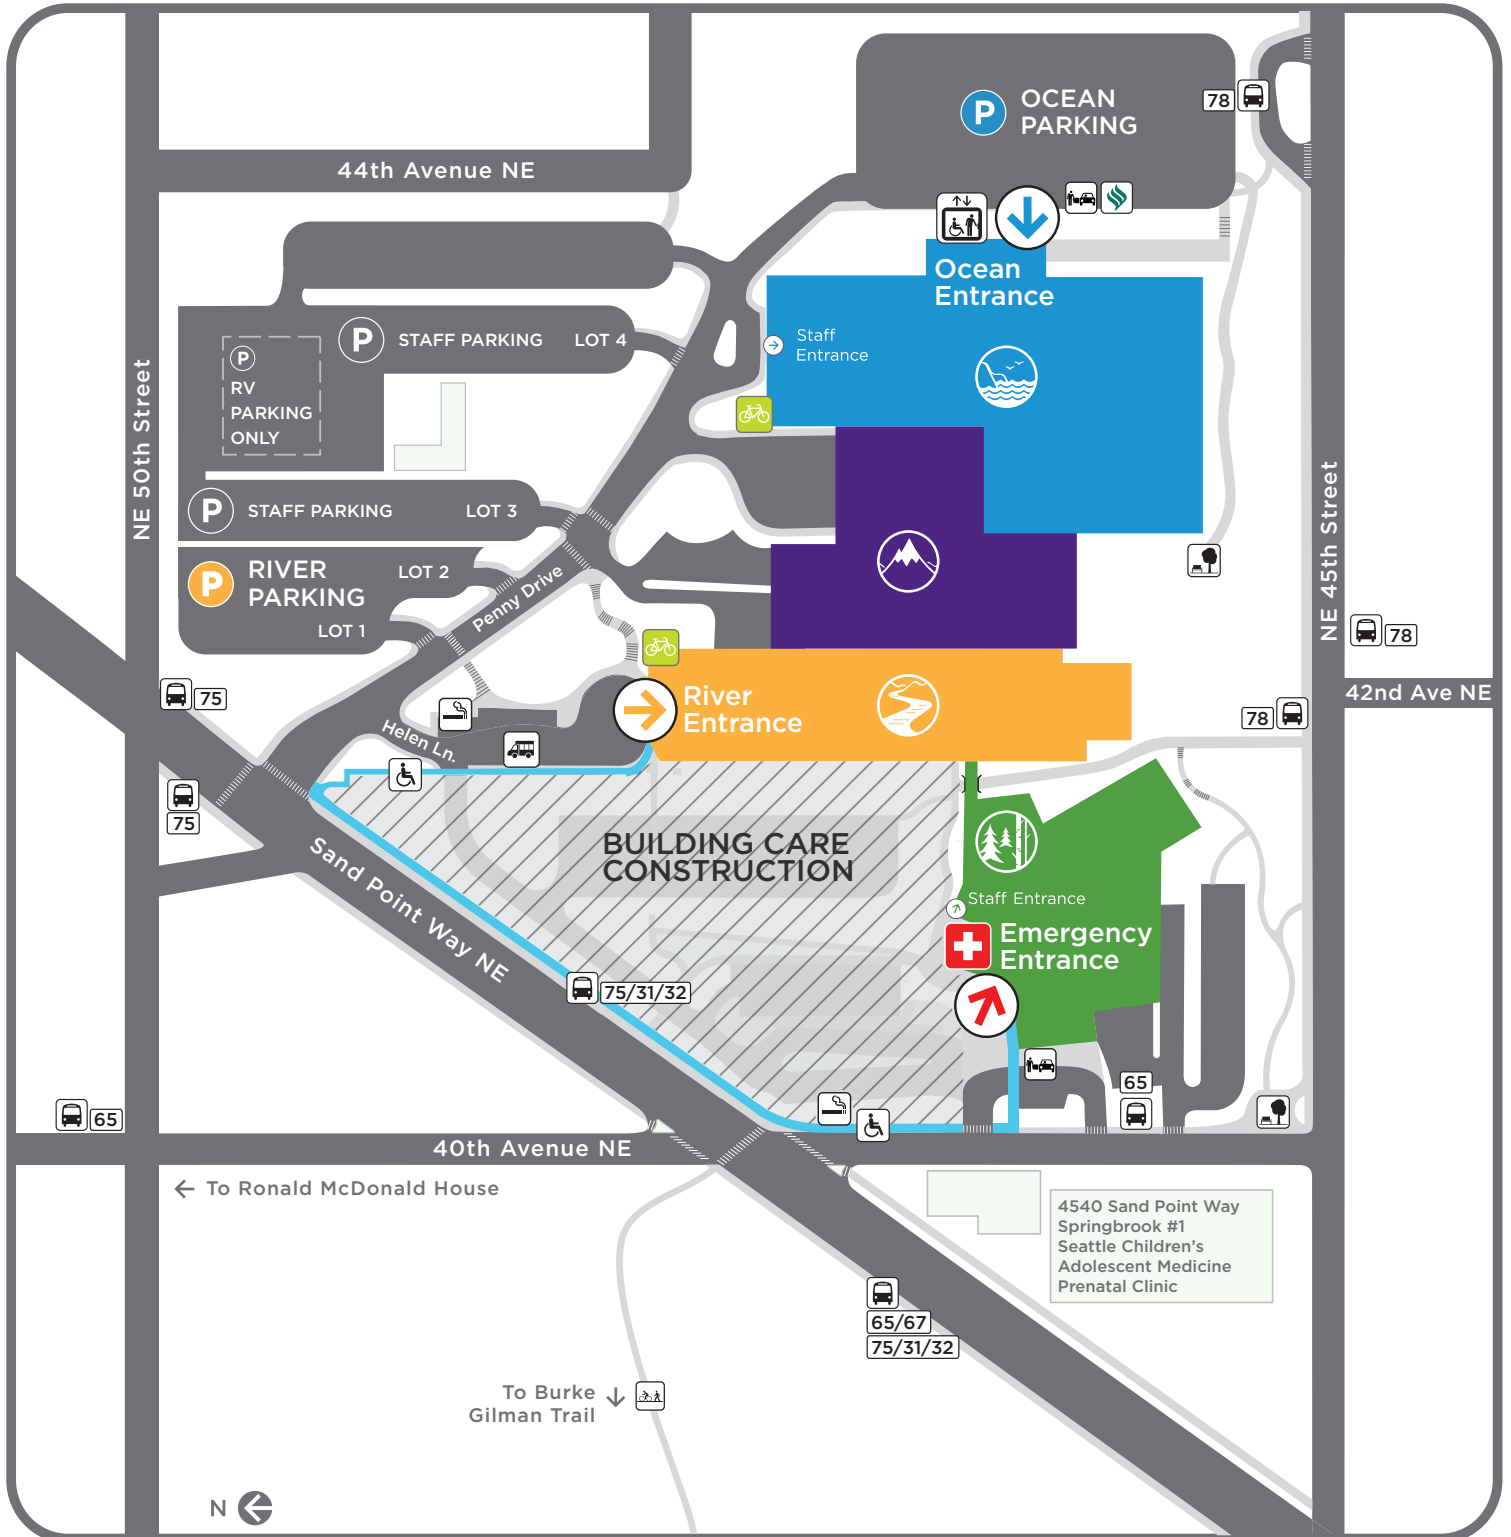 P
OCEAN
PARKING
78
44th Avenue NE
Ocean
Entrance
Staff
Entrance
P
STAFF PARKING
LOT 4
P
RV
PARKING
ONLY
NE 50th Street
P
STAFF PARKING
LOT 3
P
RIVER
PARKING
LOT 2
LOT 1
Penny Drive
NE 45th Street
78
42nd Ave NE
78
75
River
Entrance
Helen Ln.
75
BUILDING CARE
CONSTRUCTION
Sand Point Way NE
Staff Entrance
Emergency
Entrance
75/31/32
65
65
40th Avenue NE
To Ronald McDonald House
4540 Sand Point Way
Springbrook #1
Seattle Children's
Adolescent Medicine
Prenatal Clinic
65/67
75/31/32
To Burke
Gilman Trail
N